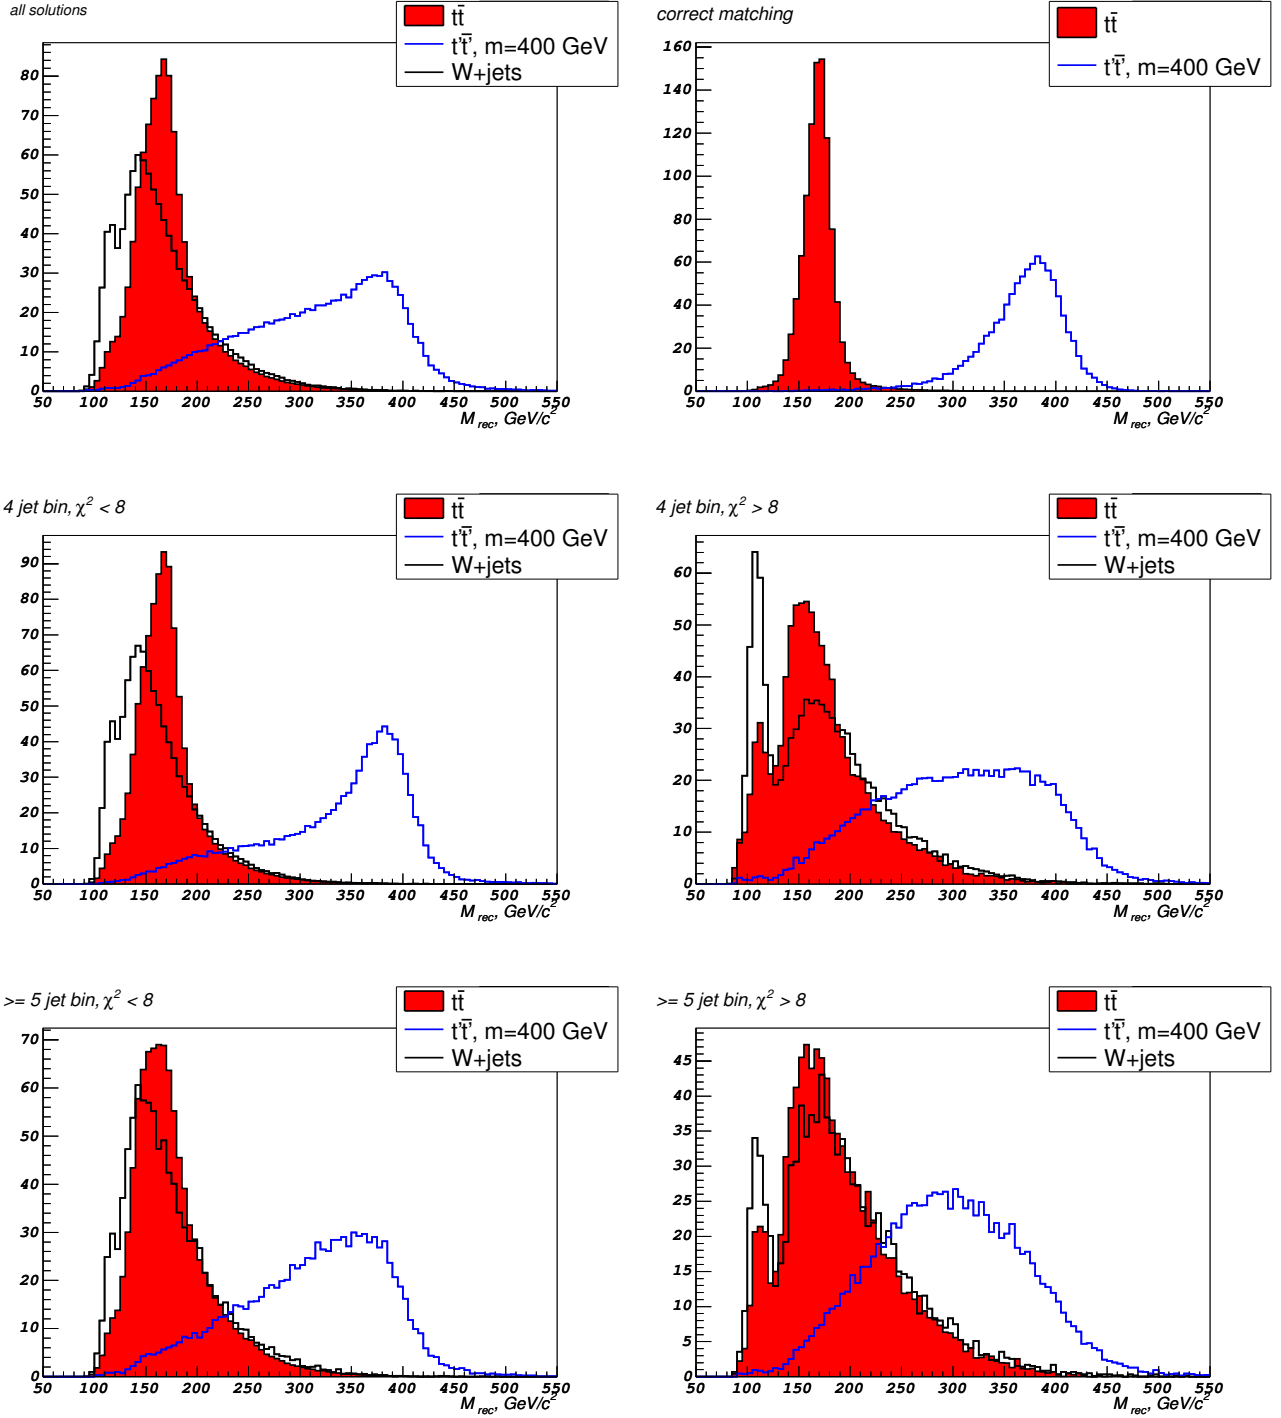 all solutions
tt̄
t't̄', m=400 GeV
W+jets
80
70
60
50
40
30
20
10
0
50 100 150 200 250 300 350 400 450 500 550
M rec, GeV/c²
correct matching
tt̄
t't̄', m=400 GeV
160
140
120
100
80
60
40
20
0
50 100 150 200 250 300 350 400 450 500 550
M rec, GeV/c²
4 jet bin, χ² < 8
tt̄
t't̄', m=400 GeV
W+jets
90
80
70
60
50
40
30
20
10
0
50 100 150 200 250 300 350 400 450 500 550
M rec, GeV/c²
4 jet bin, χ² > 8
tt̄
t't̄', m=400 GeV
W+jets
60
50
40
30
20
10
0
50 100 150 200 250 300 350 400 450 500 550
M rec, GeV/c²
>= 5 jet bin, χ² < 8
tt̄
t't̄', m=400 GeV
W+jets
70
60
50
40
30
20
10
0
50 100 150 200 250 300 350 400 450 500 550
M rec, GeV/c²
>= 5 jet bin, χ² > 8
tt̄
t't̄', m=400 GeV
W+jets
45
40
35
30
25
20
15
10
5
0
50 100 150 200 250 300 350 400 450 500 550
M rec, GeV/c²